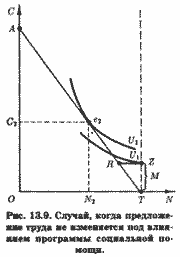 C
A
C₂
e₂
U₂
U₁
R
Z
M
O
N₂
T
N
Рис. 13.9. Случай, когда предложе-
ние труда не изменяется под влия-
нием программы социальной по-
мощи.